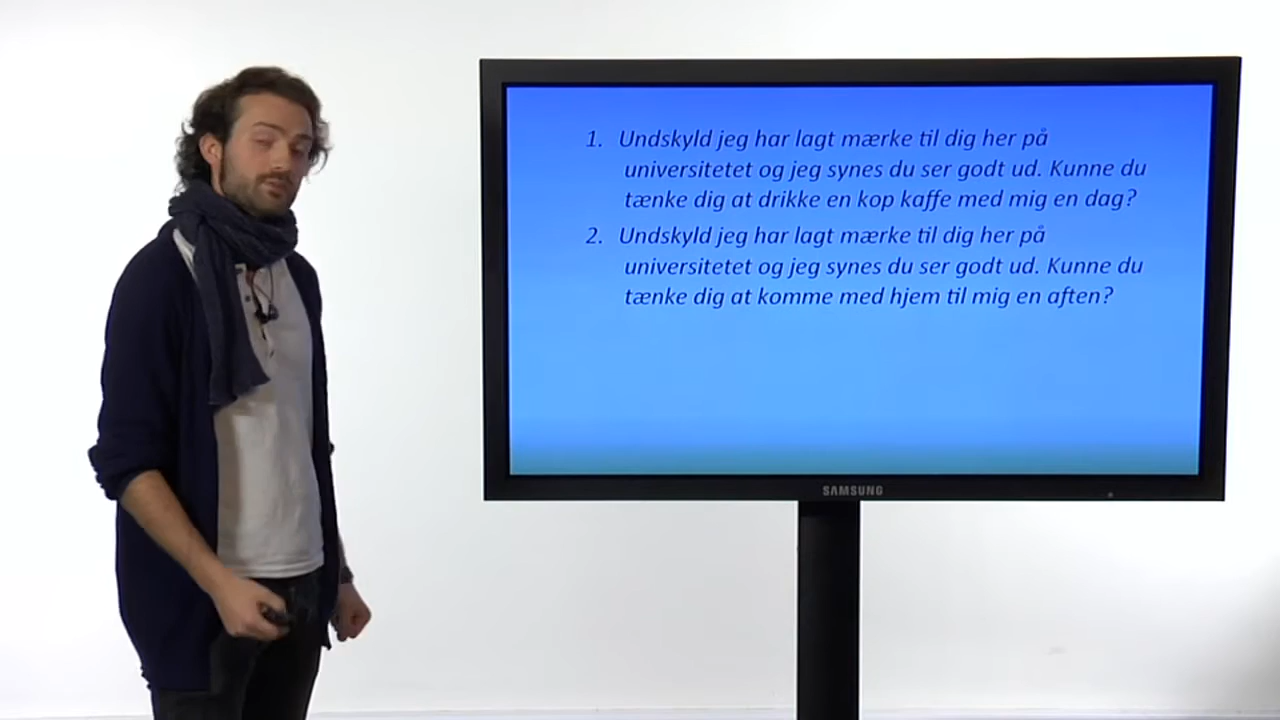 1. Undskyld jeg har lagt mærke til dig her på
universitetet og jeg synes du ser godt ud. Kunne du
tænke dig at drikke en kop kaffe med mig en dag?
2. Undskyld jeg har lagt mærke til dig her på
universitetet og jeg synes du ser godt ud. Kunne du
tænke dig at komme med hjem til mig en aften?
SAMSUNG